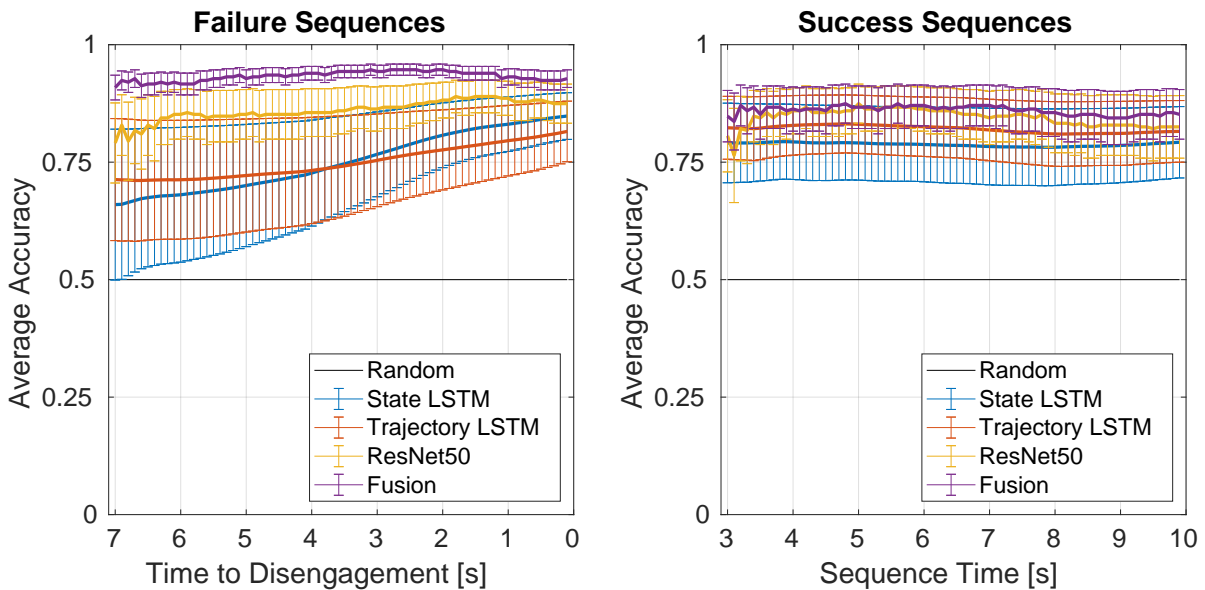 Failure Sequences
Average Accuracy
1
0.75
0.5
0.25
0
Random
State LSTM
Trajectory LSTM
ResNet50
Fusion
7 6 5 4 3 2 1 0
Time to Disengagement [s]
Success Sequences
Average Accuracy
1
0.75
0.5
0.25
0
Random
State LSTM
Trajectory LSTM
ResNet50
Fusion
3 4 5 6 7 8 9 10
Sequence Time [s]